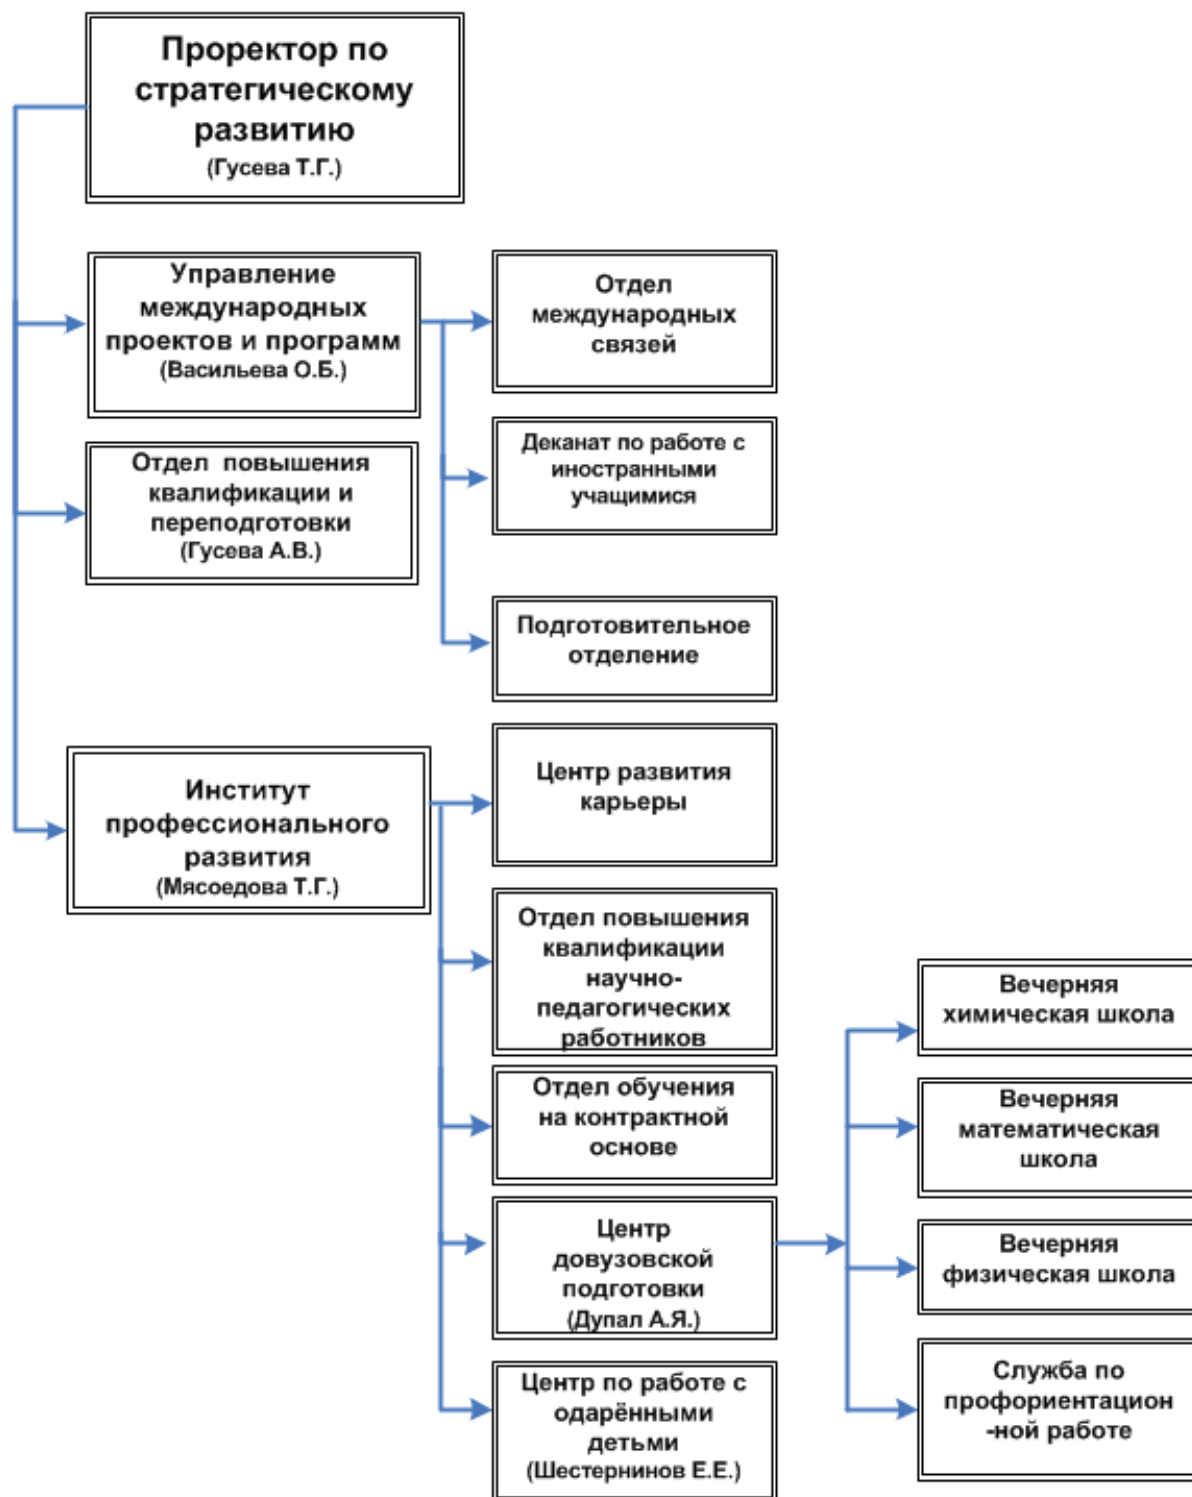 Проректор по
стратегическому
развитию
(Гусева Т.Г.)
Управление
международных
проектов и программ
(Васильева О.Б.)
Отдел международных
связей
Деканат по работе с
иностранными
учащимися
Отдел повышения
квалификации и
переподготовки
(Гусева А.В.)
Подготовительное
отделение
Институт
профессионального
развития
(Мясоедова Т.Г.)
Центр развития
карьеры
Отдел повышения
квалификации
научно-
педагогических
работников
Отдел обучения
на контрактной
основе
Центр
довузовской
подготовки
(Дупал А.Я.)
Центр по работе с
одарёнными
детьми
(Шестернинов Е.Е.)
Вечерняя
химическая школа
Вечерняя
математическая
школа
Вечерняя
физическая школа
Служба по
профориентацион
-ной работе